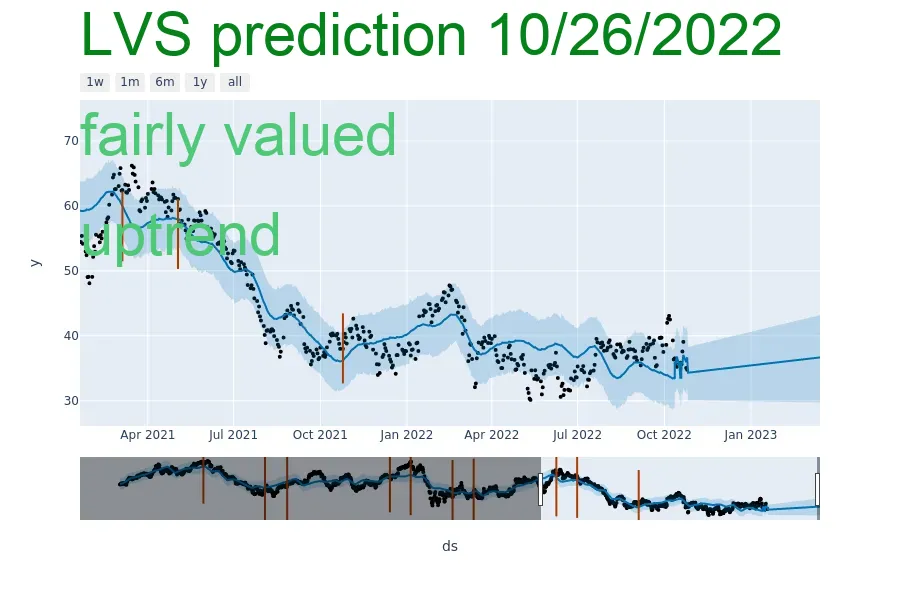 LVS prediction 10/26/2022
1w 1m 6m 1y all
fairly valued
70
60
uptrend
50
40
30
y
Apr 2021 Jul 2021 Oct 2021 Jan 2022 Apr 2022 Jul 2022 Oct 2022 Jan 2023
ds